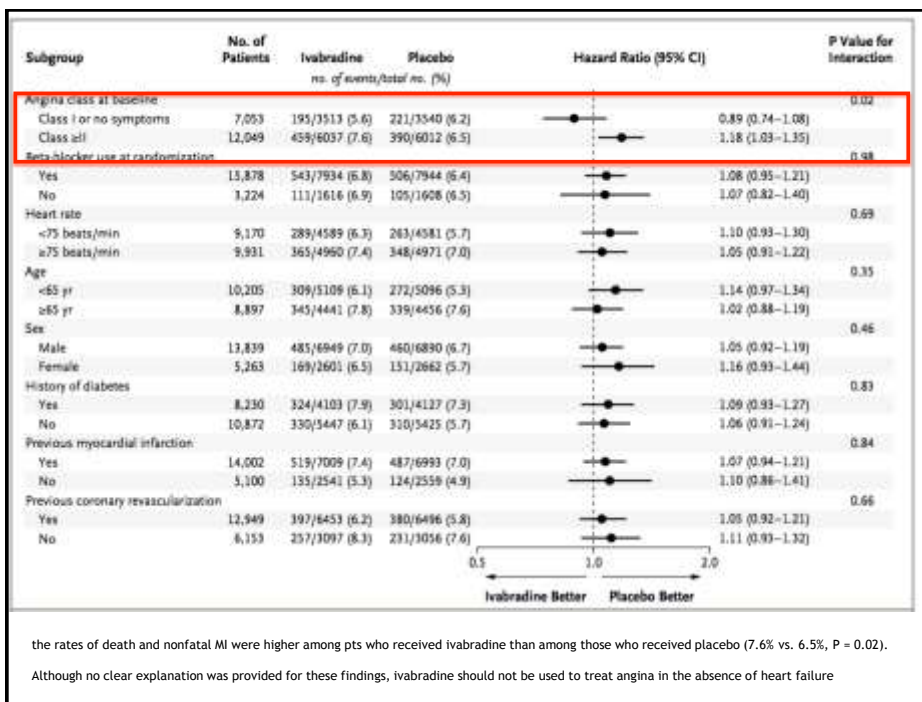 Subgroup No. of Patients Ivabradine Placebo Hazard Ratio (95% CI) P Value for Interaction
no. of events/total no. (%)
Angina class at baseline 0.02
Class I or no symptoms 7,053 195/3513 (5.6) 221/3540 (6.2) 0.89 (0.74–1.08)
Class ≥II 12,049 459/6037 (7.6) 390/6012 (6.5) 1.18 (1.03–1.35)
Beta-blocker use at randomization 0.98
Yes 15,878 543/7934 (6.8) 506/7944 (6.4) 1.08 (0.95–1.21)
No 3,224 111/1616 (6.9) 105/1608 (6.5) 1.07 (0.82–1.40)
Heart rate 0.69
<75 beats/min 9,170 289/4589 (6.3) 263/4581 (5.7) 1.10 (0.93–1.30)
≥75 beats/min 9,931 365/4960 (7.4) 348/4971 (7.0) 1.05 (0.91–1.22)
Age 0.35
<65 yr 10,205 309/5109 (6.1) 272/5096 (5.3) 1.14 (0.97–1.34)
≥65 yr 8,897 345/4441 (7.8) 339/4456 (7.6) 1.02 (0.88–1.19)
Sex 0.46
Male 13,839 485/6949 (7.0) 460/6890 (6.7) 1.05 (0.92–1.19)
Female 5,263 169/2601 (6.5) 151/2662 (5.7) 1.16 (0.93–1.44)
History of diabetes 0.83
Yes 8,230 324/4103 (7.9) 301/4127 (7.3) 1.09 (0.93–1.27)
No 10,872 330/5447 (6.1) 310/5425 (5.7) 1.06 (0.91–1.24)
Previous myocardial infarction 0.84
Yes 14,002 519/7009 (7.4) 487/6993 (7.0) 1.07 (0.94–1.21)
No 5,100 135/2541 (5.3) 124/2559 (4.9) 1.10 (0.86–1.41)
Previous coronary revascularization 0.66
Yes 12,949 397/6453 (6.2) 380/6496 (5.8) 1.05 (0.92–1.21)
No 6,153 257/3097 (8.3) 231/3056 (7.6) 1.11 (0.93–1.32)
0.5 1.0 2.0
Ivabradine Better Placebo Better
the rates of death and nonfatal MI were higher among pts who received ivabradine than among those who received placebo (7.6% vs. 6.5%, P = 0.02).
Although no clear explanation was provided for these findings, ivabradine should not be used to treat angina in the absence of heart failure